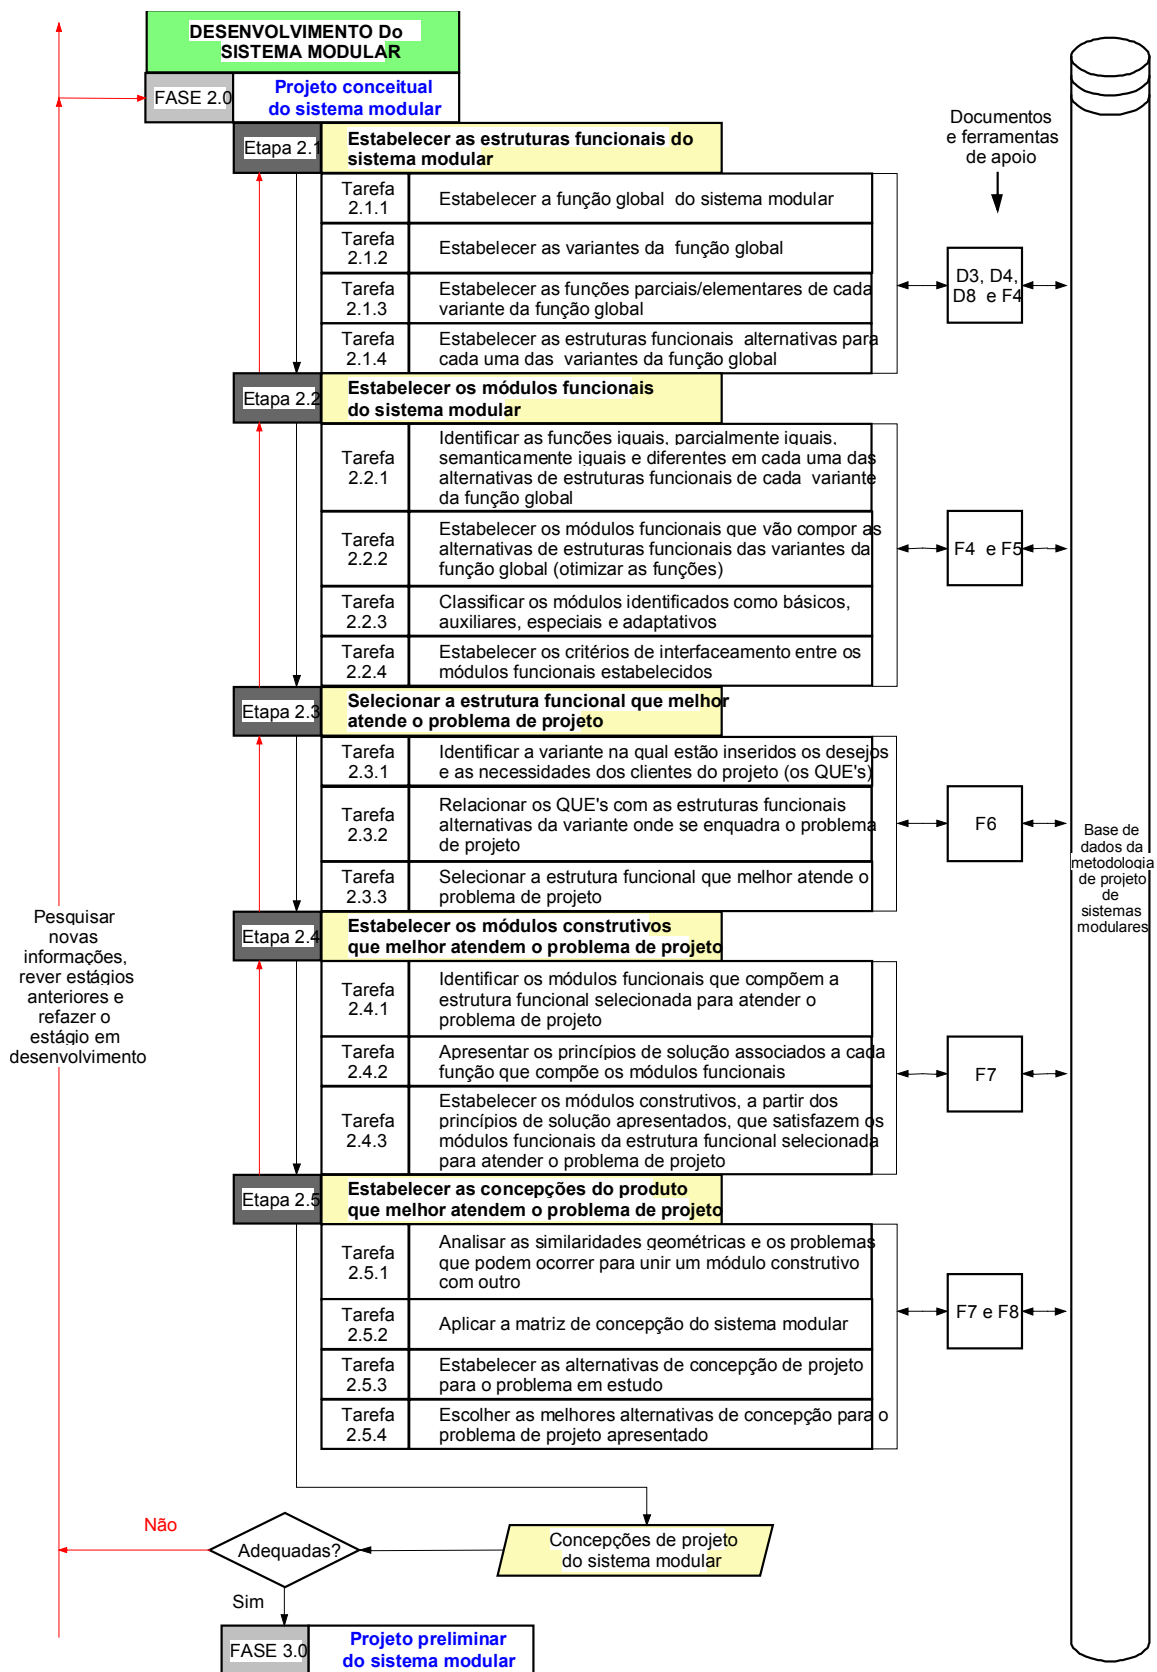 DESENVOLVIMENTO Do
SISTEMA MODULAR
FASE 2.0
Projeto conceitual
do sistema modular
Documentos
e ferramentas
de apoio
Etapa 2.1
Estabelecer as estruturas funcionais do
sistema modular
Tarefa
2.1.1
Estabelecer a função global do sistema modular
Tarefa
2.1.2
Estabelecer as variantes da função global
Tarefa
2.1.3
Estabelecer as funções parciais/elementares de cada
variante da função global
Tarefa
2.1.4
Estabelecer as estruturas funcionais alternativas para
cada uma das variantes da função global
D3, D4,
D8 e F4
Etapa 2.2
Estabelecer os módulos funcionais
do sistema modular
Tarefa
2.2.1
Identificar as funções iguais, parcialmente iguais,
semanticamente iguais e diferentes em cada uma das
alternativas de estruturas funcionais de cada variante
da função global
Tarefa
2.2.2
Estabelecer os módulos funcionais que vão compor as
alternativas de estruturas funcionais das variantes da
função global (otimizar as funções)
Tarefa
2.2.3
Classificar os módulos identificados como básicos,
auxiliares, especiais e adaptativos
Tarefa
2.2.4
Estabelecer os critérios de interfaceamento entre os
módulos funcionais estabelecidos
F4 e F5
Etapa 2.3
Selecionar a estrutura funcional que melhor
atende o problema de projeto
Tarefa
2.3.1
Identificar a variante na qual estão inseridos os desejos
e as necessidades dos clientes do projeto (os QUE's)
Tarefa
2.3.2
Relacionar os QUE's com as estruturas funcionais
alternativas da variante onde se enquadra o problema
de projeto
Tarefa
2.3.3
Selecionar a estrutura funcional que melhor atende o
problema de projeto
F6
Base de
dados da
metodologia
de projeto
de
sistemas
modulares
Pesquisar
novas
informações,
rever estágios
anteriores e
refazer o
estágio em
desenvolvimento
Etapa 2.4
Estabelecer os módulos construtivos
que melhor atendem o problema de projeto
Tarefa
2.4.1
Identificar os módulos funcionais que compõem a
estrutura funcional selecionada para atender o
problema de projeto
Tarefa
2.4.2
Apresentar os princípios de solução associados a cada
função que compõe os módulos funcionais
Tarefa
2.4.3
Estabelecer os módulos construtivos, a partir dos
princípios de solução apresentados, que satisfazem os
módulos funcionais da estrutura funcional selecionada
para atender o problema de projeto
F7
Etapa 2.5
Estabelecer as concepções do produto
que melhor atendem o problema de projeto
Tarefa
2.5.1
Analisar as similaridades geométricas e os problemas
que podem ocorrer para unir um módulo construtivo
com outro
Tarefa
2.5.2
Aplicar a matriz de concepção do sistema modular
Tarefa
2.5.3
Estabelecer as alternativas de concepção de projeto
para o problema em estudo
Tarefa
2.5.4
Escolher as melhores alternativas de concepção para o
problema de projeto apresentado
F7 e F8
Não
Adequadas?
Concepções de projeto
do sistema modular
Sim
FASE 3.0
Projeto preliminar
do sistema modular